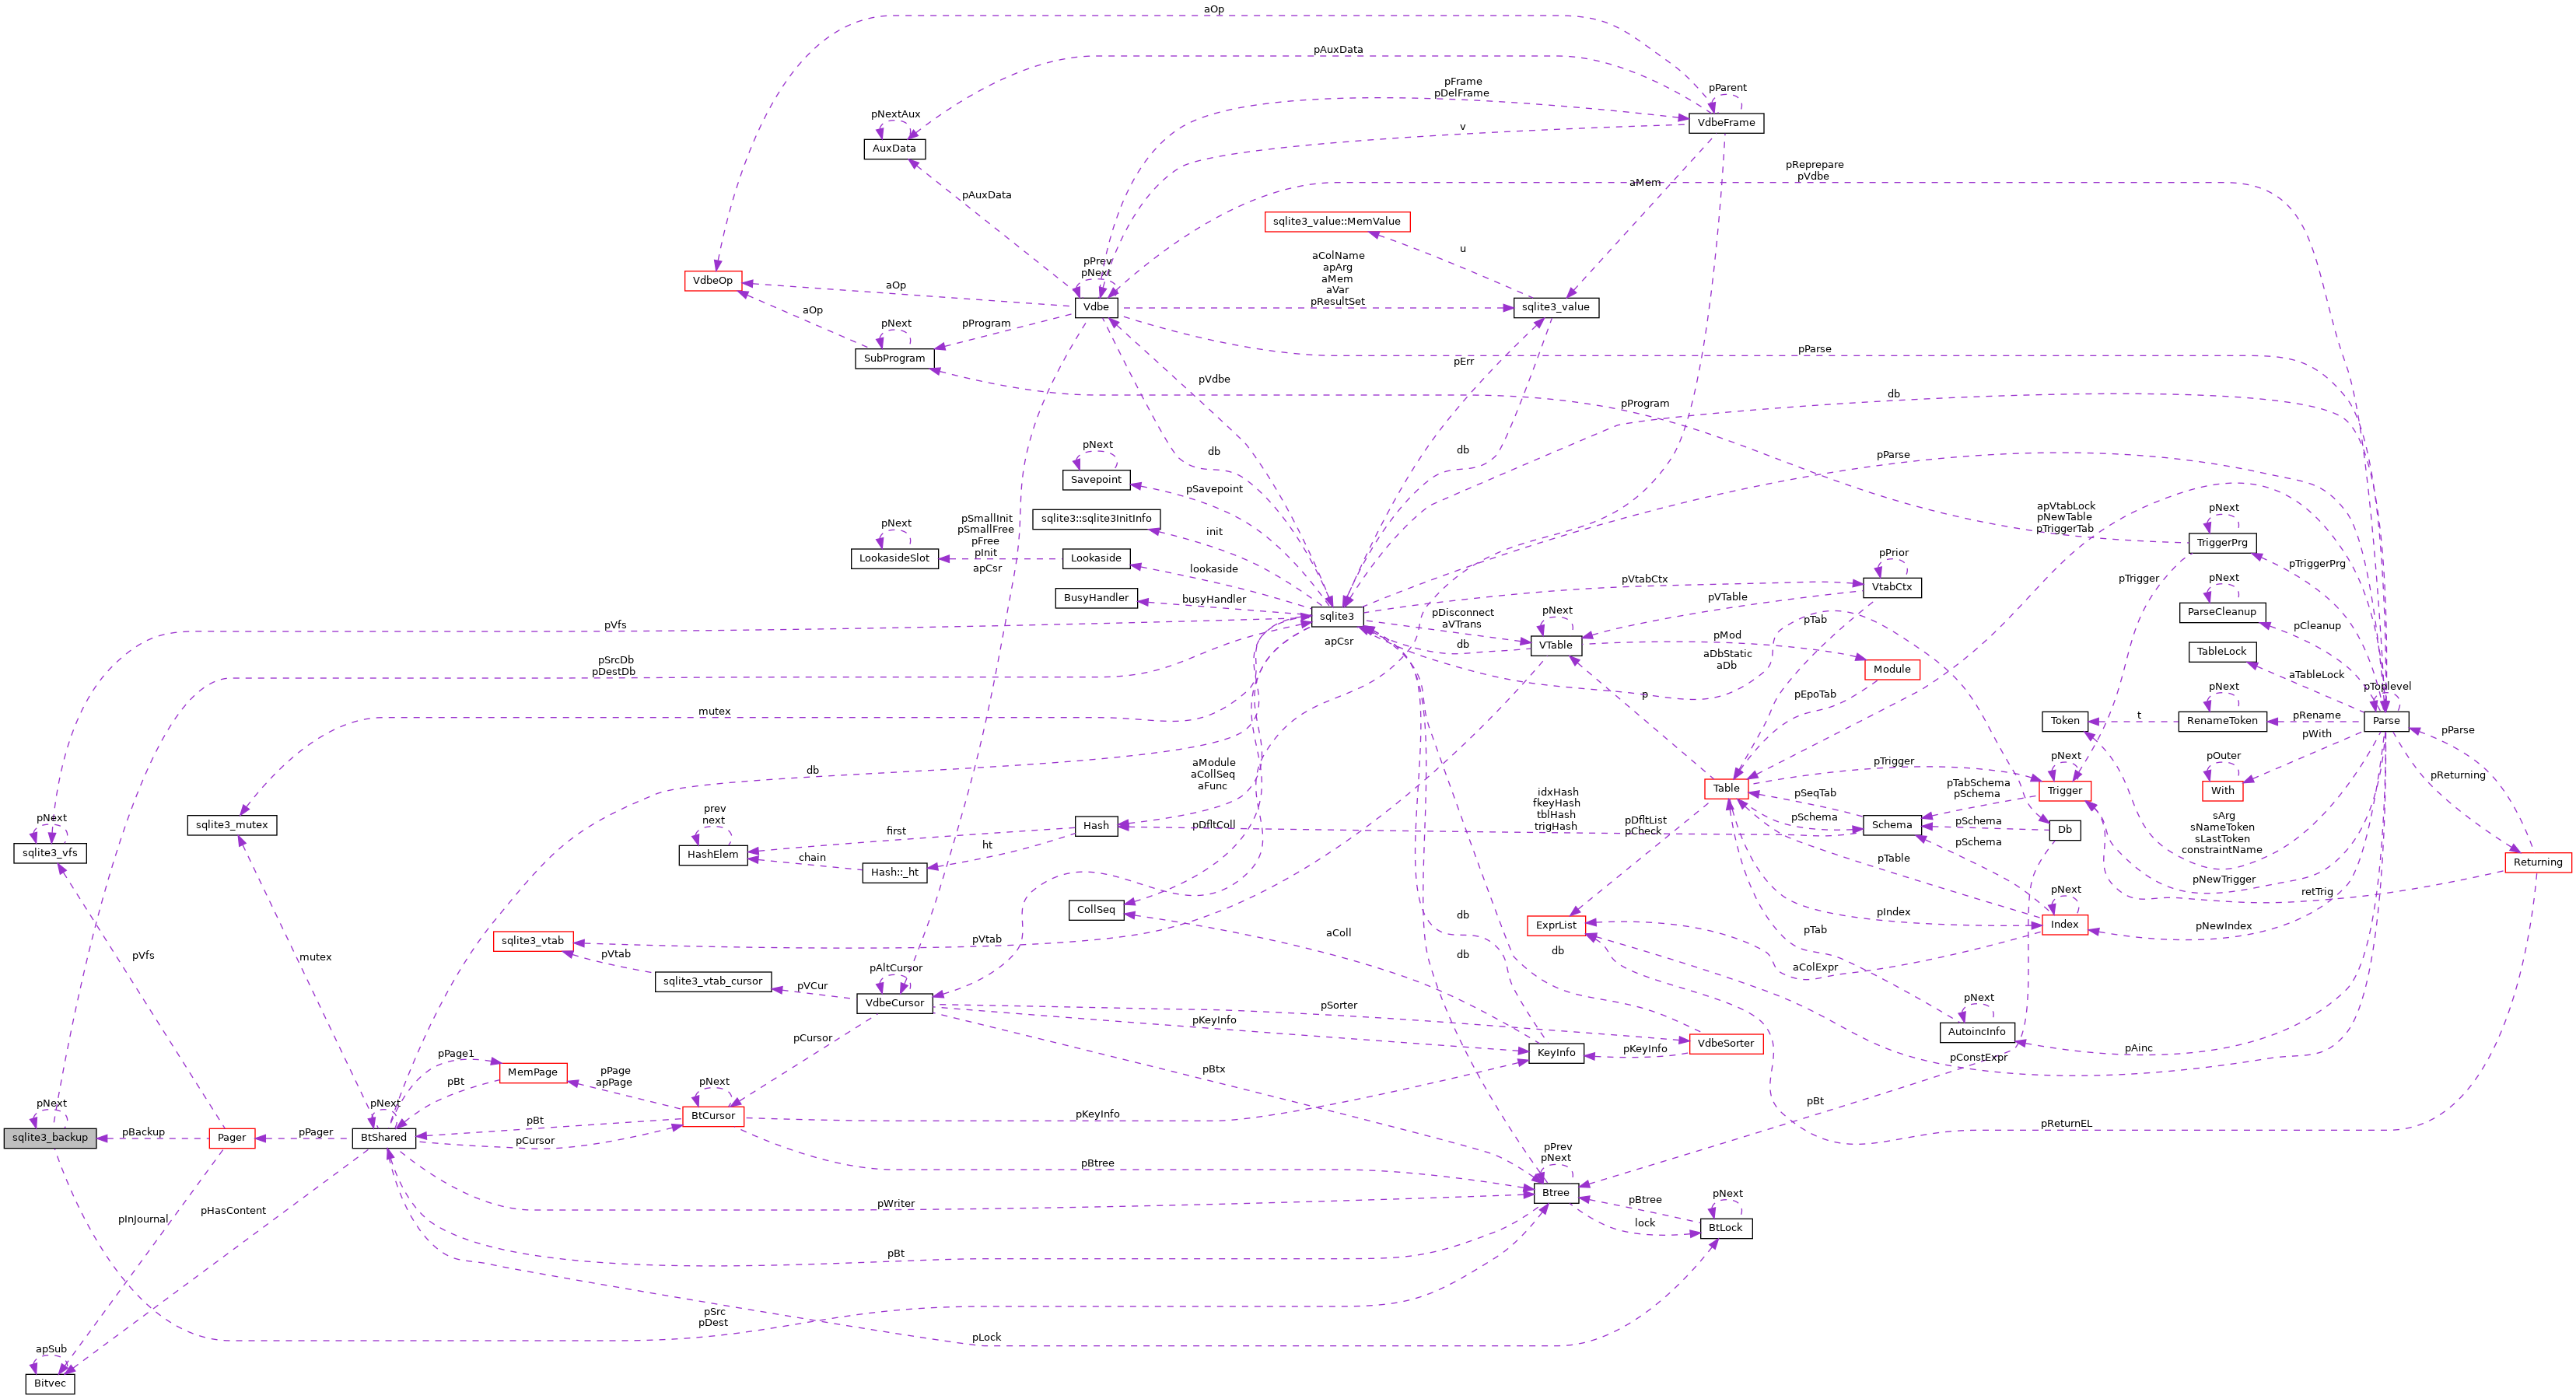 aOp
pAuxData
pFrame
pDelFrame
pParent
VdbeFrame
pNextAux
AuxData
v
pReprepare
pVdbe
aMem
pAuxData
sqlite3_value::MemValue
u
aColName
apArg
aMem
aVar
pResultSet
pPrev
pNext
VdbeOp
aOp
Vdbe
sqlite3_value
aOp
pNext
pProgram
SubProgram
pParse
pErr
pVdbe
db
pProgram
pNext
Savepoint
db
db
pParse
pSavepoint
sqlite3::sqlite3InitInfo
init
pSmallInit
pSmallFree
pFree
pInit
apCsr
pNext
LookasideSlot
Lookaside
lookaside
BusyHandler
busyHandler
apVtabLock
pNewTable
pTriggerTab
pNext
TriggerPrg
pTriggerPrg
pTrigger
pPrior
VtabCtx
pVtabCtx
pVTable
pNext
ParseCleanup
pCleanup
pVfs
sqlite3
apCsr
pDisconnect
aVTrans
pNext
VTable
db
pMod
pTab
Module
aDbStatic
aDb
TableLock
aTableLock
pToplevel
pSrcDb
pDestDb
mutex
p
pEpoTab
Token
t
pNext
RenameToken
pRename
Parse
pWith
pParse
pOuter
With
pReturning
Returning
db
aModule
aCollSeq
aFunc
pTrigger
Table
pNext
Trigger
pTabSchema
pSchema
pSeqTab
pSchema
Schema
pSchema
Db
pSchema
sArg
sNameToken
sLastToken
constraintName
pNext
sqlite3_vfs
sqlite3_mutex
prev
next
HashElem
first
Hash
chain
Hash::_ht
ht
pDfltColl
idxHash
fkeyHash
tblHash
trigHash
pDfltList
pCheck
pTable
pNewTrigger
retTrig
CollSeq
aColl
db
ExprList
pIndex
pNext
Index
pNewIndex
pTab
sqlite3_vtab
pVtab
pVtab
sqlite3_vtab_cursor
pVCur
pAltCursor
VdbeCursor
db
db
aColExpr
pVfs
mutex
pSorter
pKeyInfo
pCursor
KeyInfo
pKeyInfo
VdbeSorter
pNext
AutoincInfo
pAinc
pConstExpr
pPage1
MemPage
pBt
pPage
apPage
pNext
BtCursor
pBtx
pBt
pKeyInfo
pNext
sqlite3_backup
pBackup
Pager
pPager
pNext
BtShared
pBt
pCursor
pReturnEL
pBtree
pPrev
pNext
Btree
pWriter
pBtree
pNext
BtLock
lock
pInJournal
pHasContent
pBt
pSrc
pDest
pLock
apSub
Bitvec